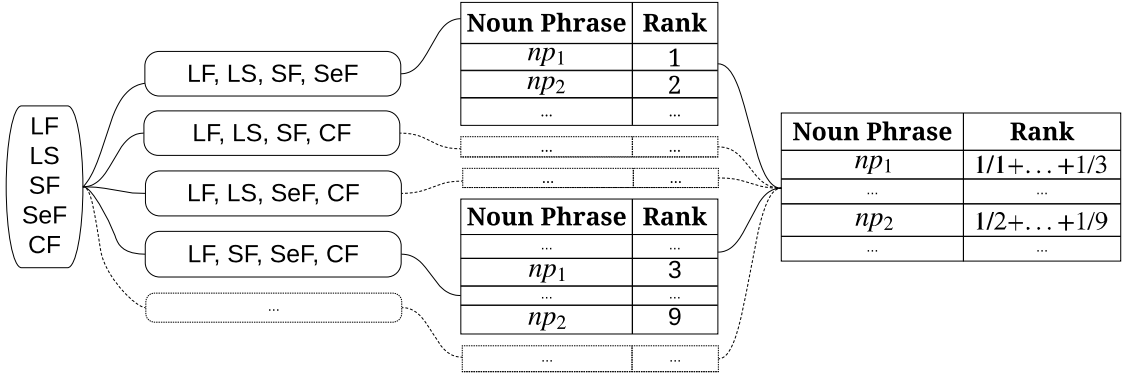 LF
LS
SF
SeF
CF
LF, LS, SF, SeF
LF, LS, SF, CF
LF, LS, SeF, CF
LF, SF, SeF, CF
...
Noun Phrase Rank
np₁ 1
np₂ 2
... ...
... ...
... ...
Noun Phrase Rank
... ...
np₁ 3
... ...
np₂ 9
... ...
Noun Phrase Rank
np₁ 1/1+...+1/3
... ...
np₂ 1/2+...+1/9
... ...